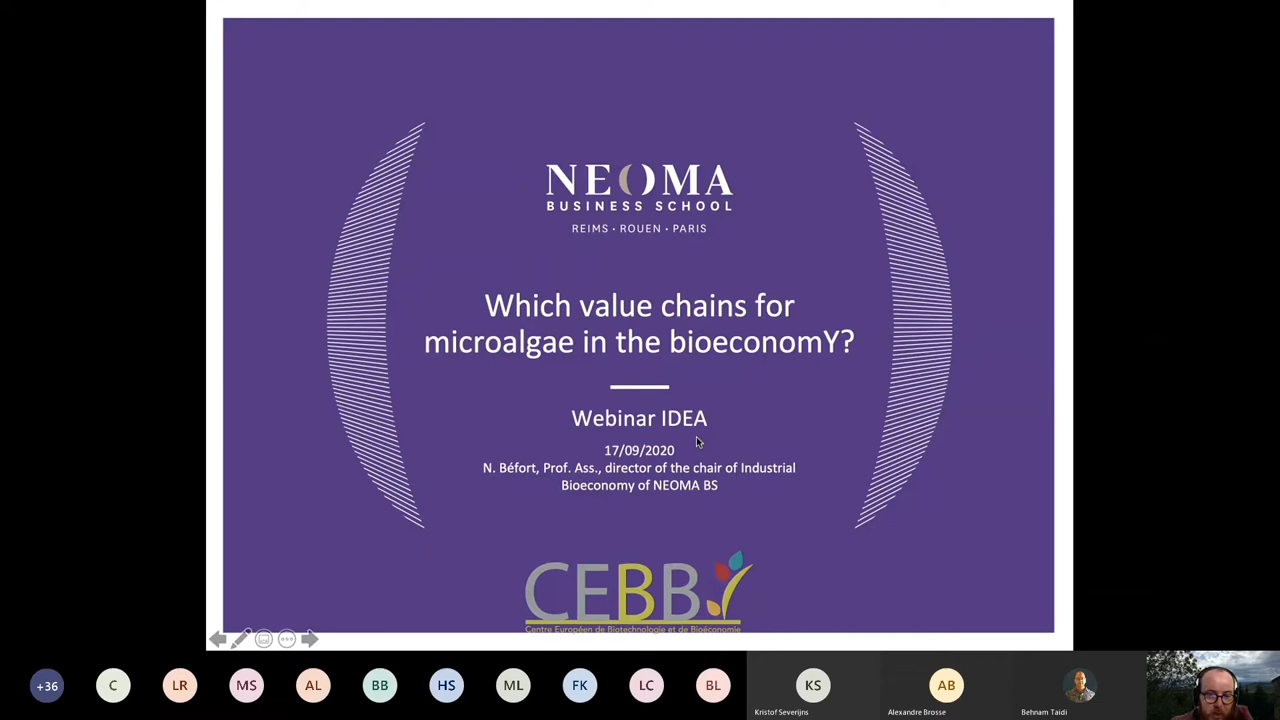 NEOMA
BUSINESS SCHOOL
REIMS · ROUEN · PARIS
Which value chains for
microalgae in the bioeconomY?
Webinar IDEA
17/09/2020
N. Béfort, Prof. Ass., director of the chair of Industrial
Bioeconomy of NEOMA BS
CEBB
Centre Européen de Biotechnologie et de Bioéconomie
+36
C
LR
MS
AL
BB
HS
ML
FK
LC
BL
KS
AB
Kristof Severijns
Alexandre Brosse
Behnam Taidi